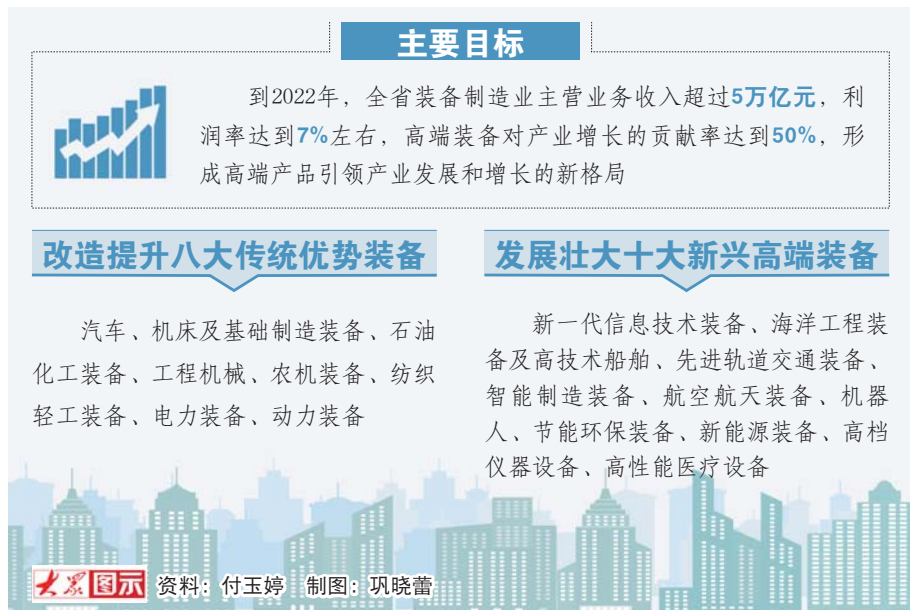 主要目标
到2022年，全省装备制造业主营业务收入超过5万亿元，利
润率达到7%左右，高端装备对产业增长的贡献率达到50%，形
成高端产品引领产业发展和增长的新格局
改造提升八大传统优势装备
汽车、机床及基础制造装备、石油
化工装备、工程机械、农机装备、纺织
轻工装备、电力装备、动力装备
发展壮大十大新兴高端装备
新一代信息技术装备、海洋工程装
备及高技术船舶、先进轨道交通装备、
智能制造装备、航空航天装备、机器
人、节能环保装备、新能源装备、高档
仪器设备、高性能医疗设备
大众图示 资料：付玉婷 制图：巩晓蕾